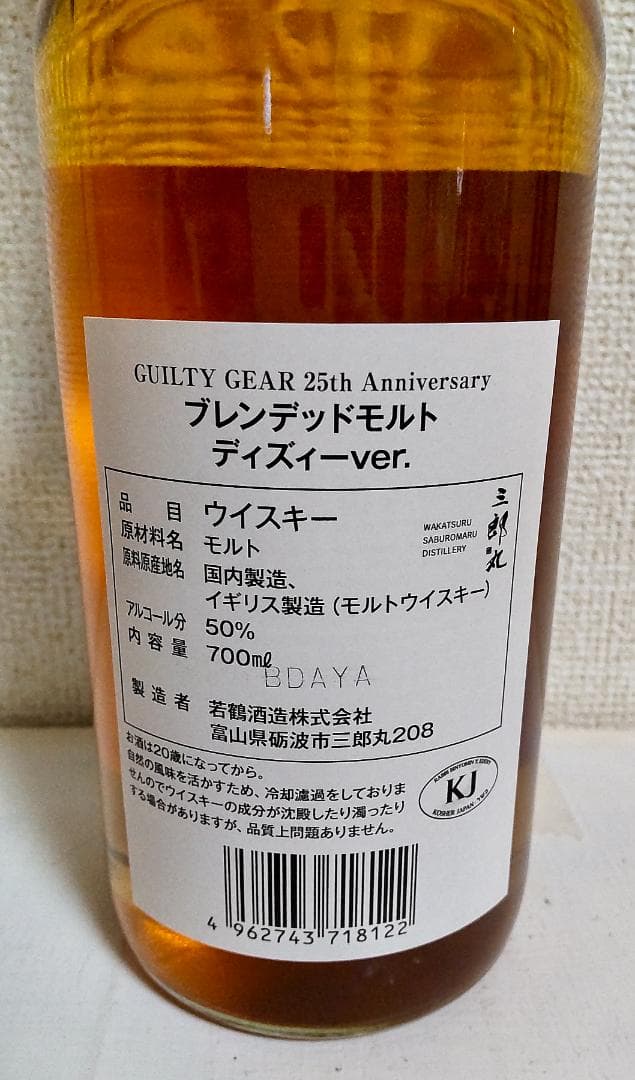 GUILTY GEAR 25th Anniversary
ブレンデッドモルト
ディズィーver.
品目 ウイスキー
原材料名 モルト
原料原産地名 国内製造、
イギリス製造 (モルトウイスキー)
アルコール分 50%
内容量 700㎖
BDAYA
製造者 若鶴酒造株式会社
富山県砺波市三郎丸208
三郎丸
WAKATSURU
SABUROMARU
DISTILLERY
お酒は20歳になってから。
自然の風味を活かすため、冷却濾過をしておりま
せんのでウイスキーの成分が沈殿したり濁ったり
する場合がありますが、品質上問題ありません。
KJ
KOSHER JAPAN
4 962743 718122